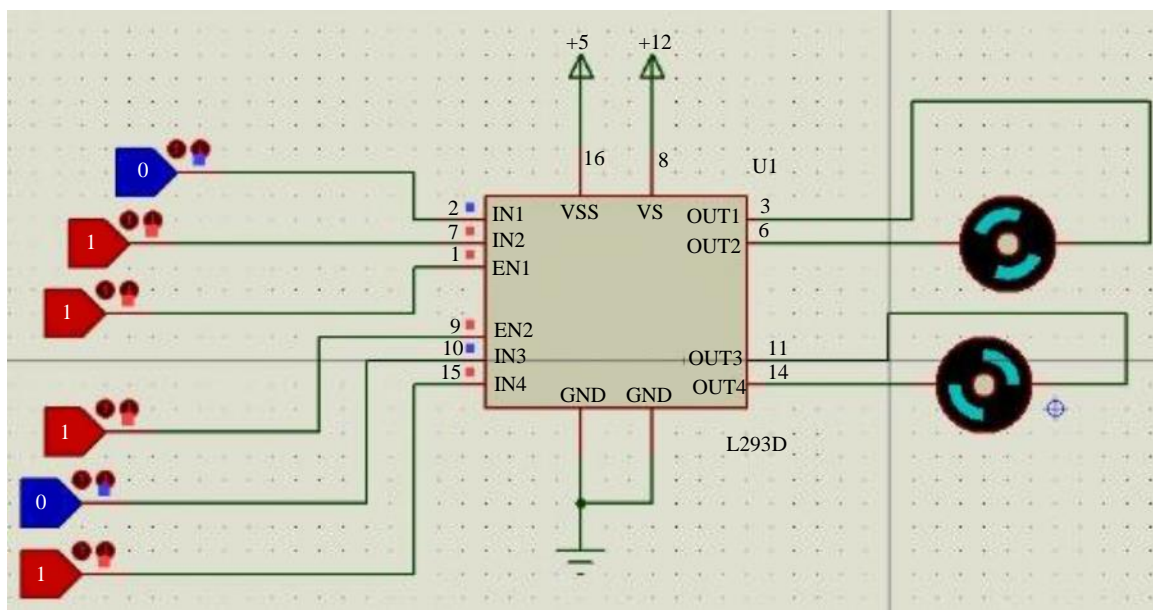 +5 +12
16 8 U1
0
2 IN1 VSS VS OUT1 3
1 7 IN2 OUT2 6
1 EN1
1
9 EN2
10 IN3 OUT3 11
15 IN4 OUT4 14
GND GND
1
L293D
0
1